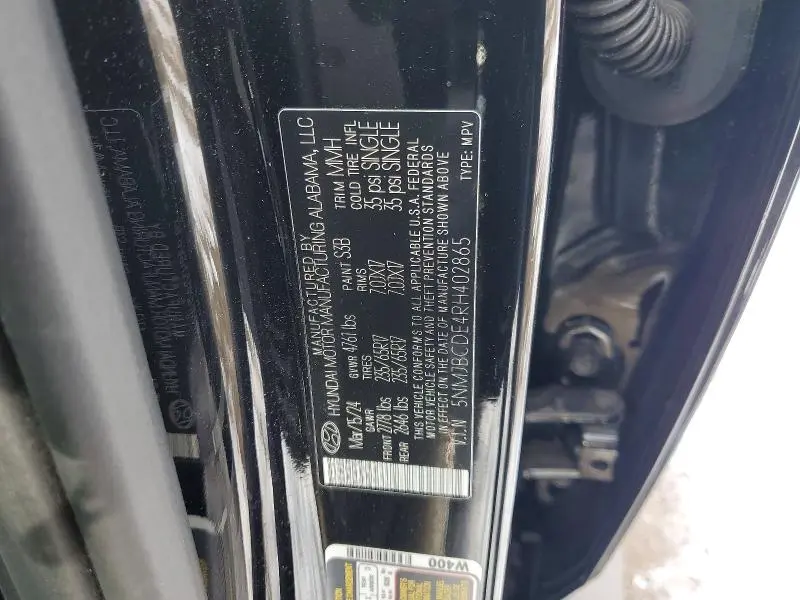 MANUFACTURED BY
HYUNDAI MOTOR MANUFACTURING ALABAMA, LLC
Mar/15/24 GVWR 4761 lbs PAINT S3B TRIM MMH
GAWR TIRES RIMS COLD TIRE INFL
FRONT 2778 lbs 235/65R17 7.00X17 35 psi SINGLE
REAR 2646 lbs 235/65R17 7.00X17 35 psi SINGLE
THIS VEHICLE CONFORMS TO ALL APPLICABLE U.S.A. FEDERAL
MOTOR VEHICLE SAFETY AND THEFT PREVENTION STANDARDS
IN EFFECT ON THE DATE OF MANUFACTURE SHOWN ABOVE
V.I.N 5NMJBCDE4RH402865 TYPE: MPV
W400